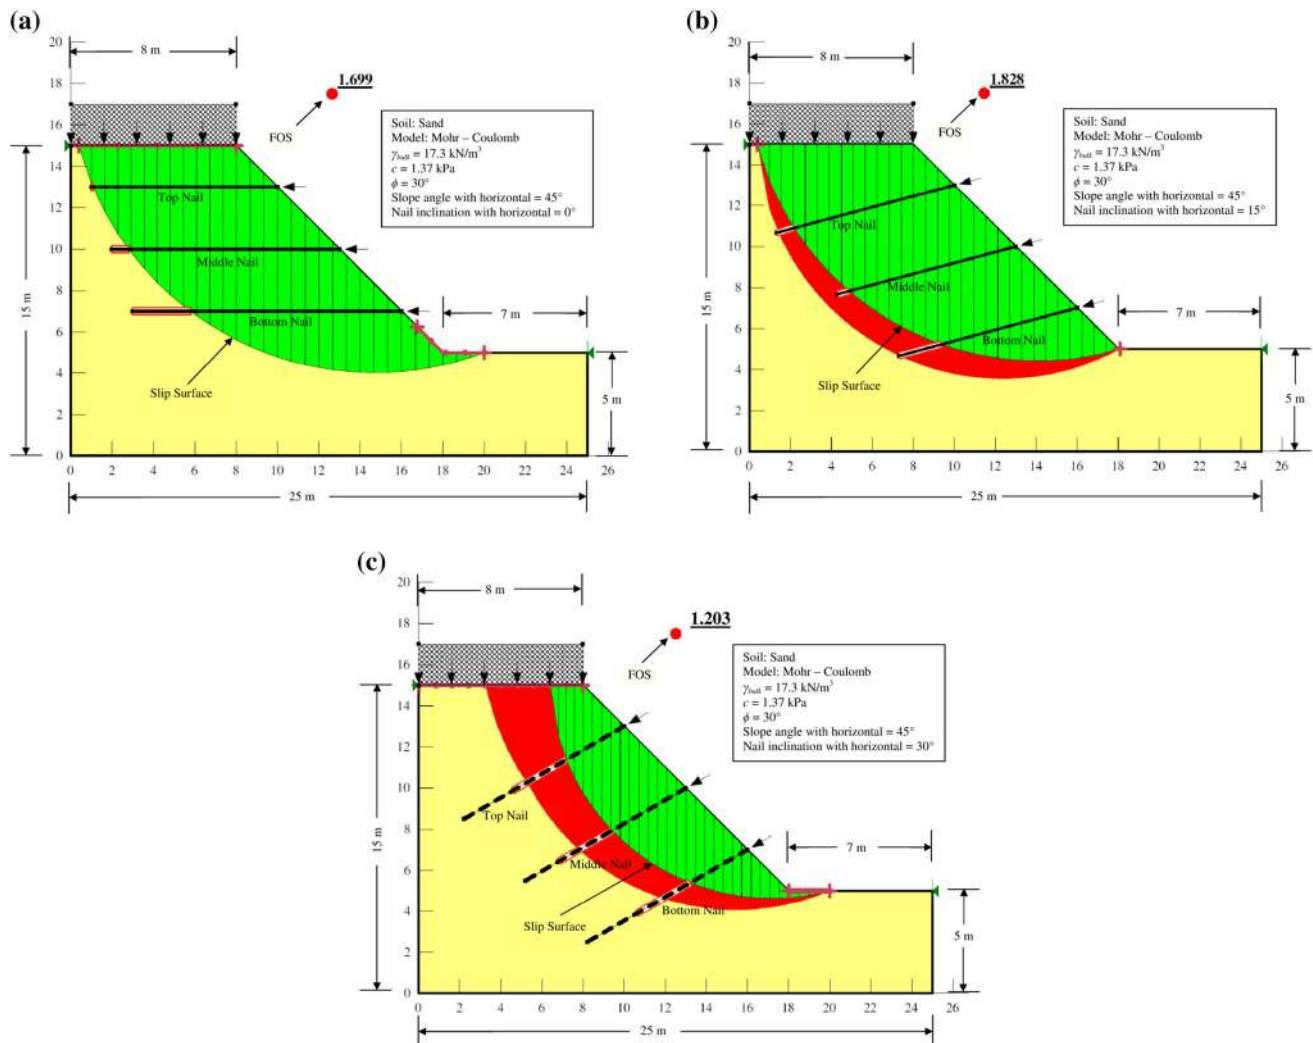 (a)
20
18
16
14
12
10
8
6
4
2
0
8 m
1.699
FOS
Soil: Sand
Model: Mohr – Coulomb
γbulk = 17.3 kN/m³
c = 1.37 kPa
ϕ = 30°
Slope angle with horizontal = 45°
Nail inclination with horizontal = 0°
Top Nail
Middle Nail
Bottom Nail
Slip Surface
15 m
7 m
5 m
0 2 4 6 8 10 12 14 16 18 20 22 24 26
25 m
(b)
20
18
16
14
12
10
8
6
4
2
0
8 m
1.828
FOS
Soil: Sand
Model: Mohr – Coulomb
γbulk = 17.3 kN/m³
c = 1.37 kPa
ϕ = 30°
Slope angle with horizontal = 45°
Nail inclination with horizontal = 15°
Top Nail
Middle Nail
Bottom Nail
Slip Surface
15 m
7 m
5 m
0 2 4 6 8 10 12 14 16 18 20 22 24 26
25 m
(c)
20
18
16
14
12
10
8
6
4
2
0
8 m
1.203
FOS
Soil: Sand
Model: Mohr – Coulomb
γbulk = 17.3 kN/m³
c = 1.37 kPa
ϕ = 30°
Slope angle with horizontal = 45°
Nail inclination with horizontal = 30°
Top Nail
Middle Nail
Bottom Nail
Slip Surface
15 m
7 m
5 m
0 2 4 6 8 10 12 14 16 18 20 22 24 26
25 m